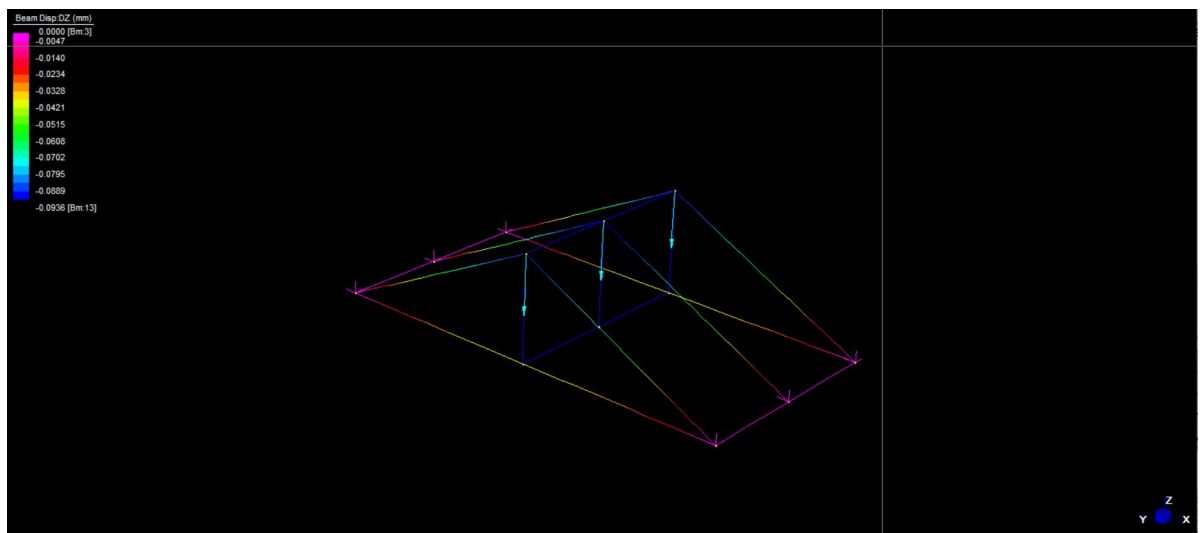 Beam Disp:DZ (mm)
0.0000 [Bm:3]
-0.0047
-0.0140
-0.0234
-0.0328
-0.0421
-0.0515
-0.0608
-0.0702
-0.0795
-0.0889
-0.0936 [Bm:13]
Z
Y X